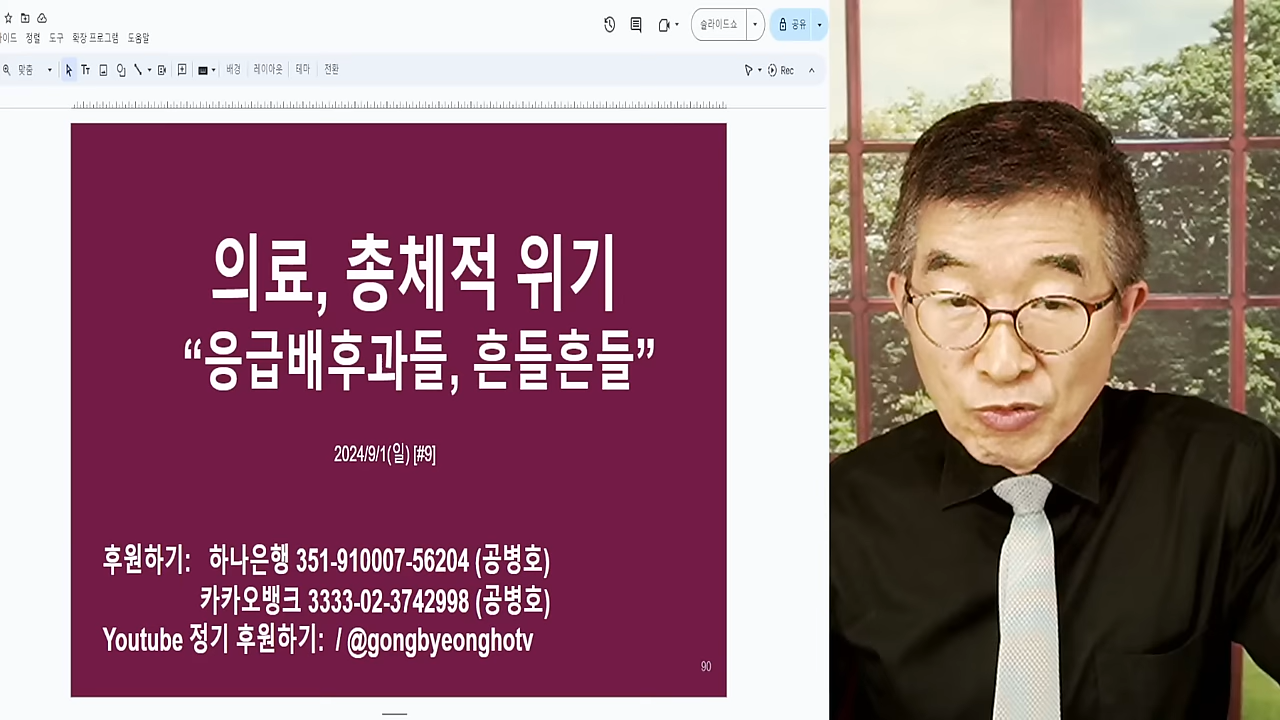 이드 정렬 도구 확장 프로그램 도움말
슬라이드쇼
공유
맞춤
배경 레이아웃 테마 전환
Rec
의료, 총체적 위기
“응급배후과들, 흔들흔들”
2024/9/1(일) [#9]
후원하기: 하나은행 351-910007-56204 (공병호)
카카오뱅크 3333-02-3742998 (공병호)
Youtube 정기 후원하기: / @gongbyeonghotv
90